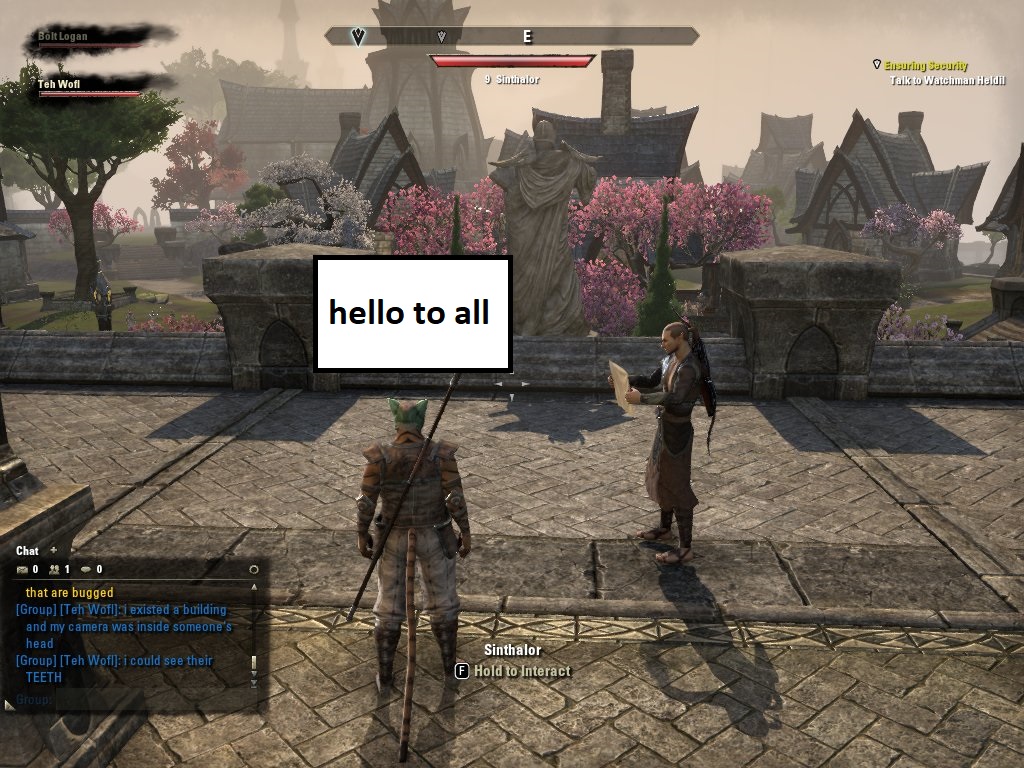 Bolt Logan
E
Teh Wofl
9 Sinthalor
Ensuring Security
Talk to Watchman Heldil
hello to all
Chat +
0 1 0
that are bugged
[Group] [Teh Wofl]: i existed a building
and my camera was inside someone's
head
[Group] [Teh Wofl]: i could see their
TEETH
Group:
Sinthalor
F Hold to Interact